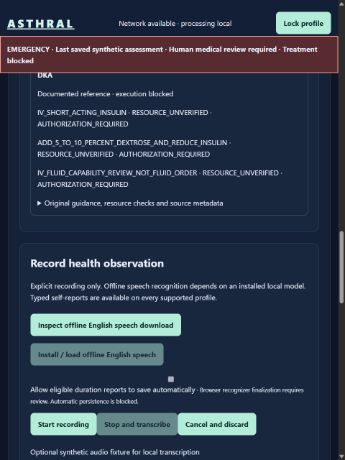 ASTHRAL
Network available · processing local
Lock profile
EMERGENCY · Last saved synthetic assessment · Human medical review required · Treatment
blocked
DKA
Documented reference · execution blocked
IV_SHORT_ACTING_INSULIN · RESOURCE_UNVERIFIED ·
AUTHORIZATION_REQUIRED
ADD_5_TO_10_PERCENT_DEXTROSE_AND_REDUCE_INSULIN ·
RESOURCE_UNVERIFIED · AUTHORIZATION_REQUIRED
IV_FLUID_CAPABILITY_REVIEW_NOT_FLUID_ORDER · RESOURCE_UNVERIFIED ·
AUTHORIZATION_REQUIRED
▶ Original guidance, resource checks and source metadata
Record health observation
Explicit recording only. Offline speech recognition depends on an installed local model.
Typed self-reports are available on every supported profile.
Inspect offline English speech download
Install / load offline English speech
Allow eligible duration reports to save automatically · Browser recognizer finalization requires
review. Automatic persistence is blocked.
Start recording
Stop and transcribe
Cancel and discard
Optional synthetic audio fixture for local transcription